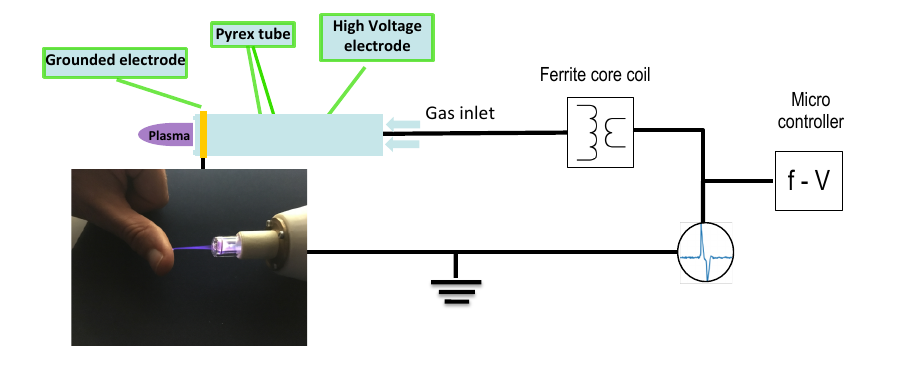 High Voltage
electrode
Pyrex tube
Grounded electrode
Ferrite core coil
Micro
controller
Gas inlet
Plasma
f - V